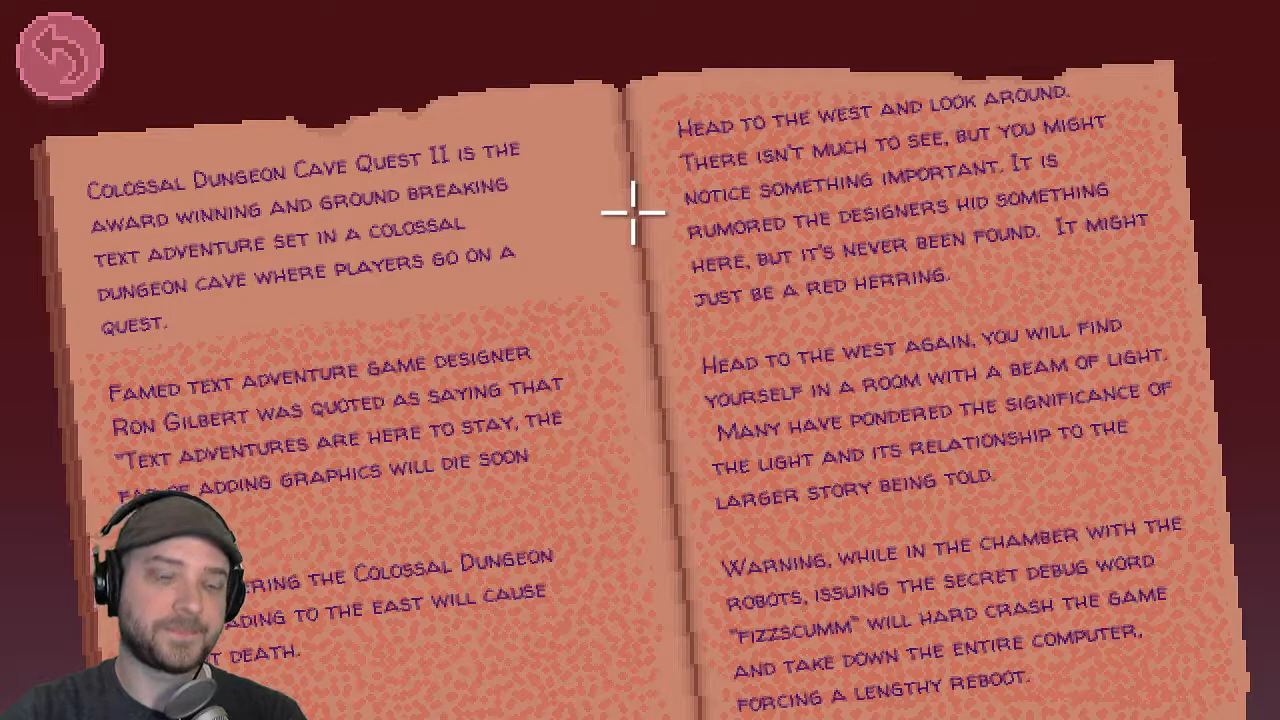 Colossal Dungeon Cave Quest II is the
award winning and ground breaking
text adventure set in a colossal
dungeon cave where players go on a
quest.
Famed text adventure game designer
Ron Gilbert was quoted as saying that
"Text adventures are here to stay, the
of adding graphics will die soon
ering the Colossal Dungeon
ading to the east will cause
t death.
Head to the west and look around.
There isn't much to see, but you might
notice something important. It is
rumored the designers hid something
here, but it's never been found. It might
just be a red herring.
Head to the west again, you will find
yourself in a room with a beam of light.
Many have pondered the significance of
the light and its relationship to the
larger story being told.
Warning, while in the chamber with the
robots, issuing the secret debug word
"fizzscumm" will hard crash the game
and take down the entire computer,
forcing a lengthy reboot.